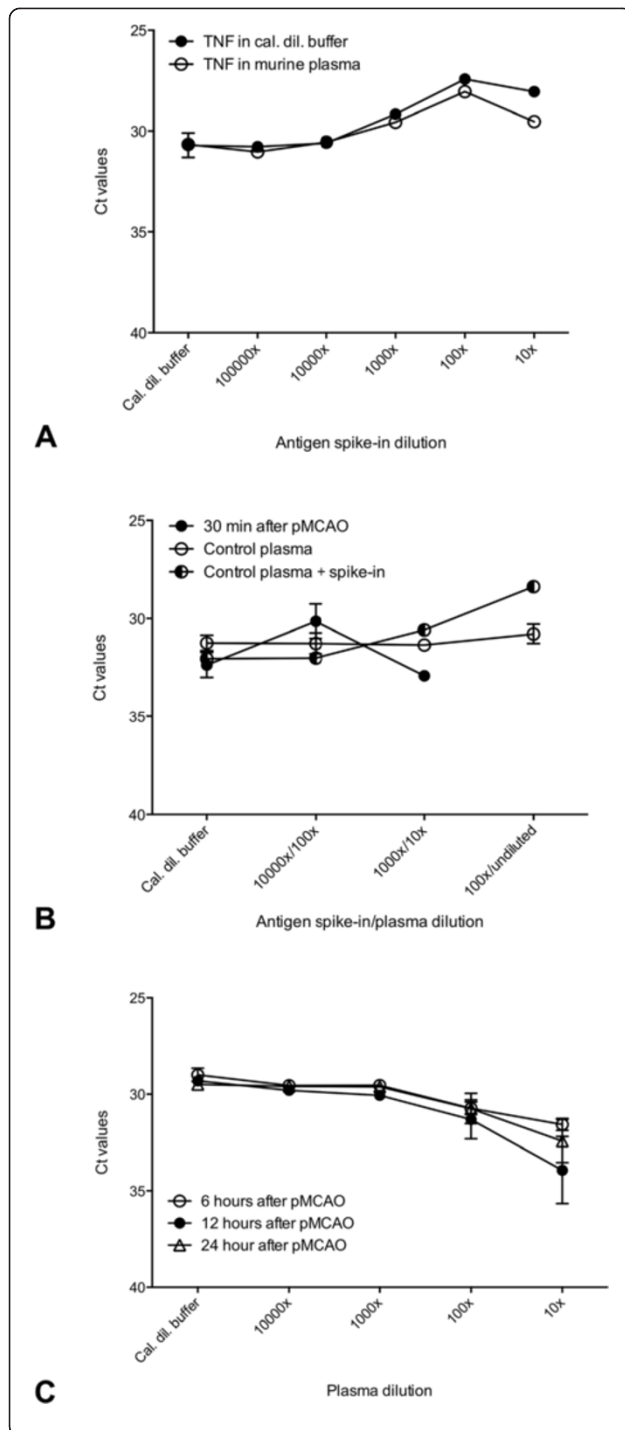 25
TNF in cal. dil. buffer
TNF in murine plasma
30
35
40
Ct values
Cal. dil. buffer
100000x
10000x
1000x
100x
10x
A
Antigen spike-in dilution
25
30 min after pMCAO
Control plasma
Control plasma + spike-in
30
35
40
Ct values
Cal. dil. buffer
10000x/100x
1000x/10x
100x/undiluted
B
Antigen spike-in/plasma dilution
25
30
35
40
Ct values
6 hours after pMCAO
12 hours after pMCAO
24 hour after pMCAO
Cal. dil. buffer
10000x
1000x
100x
10x
C
Plasma dilution